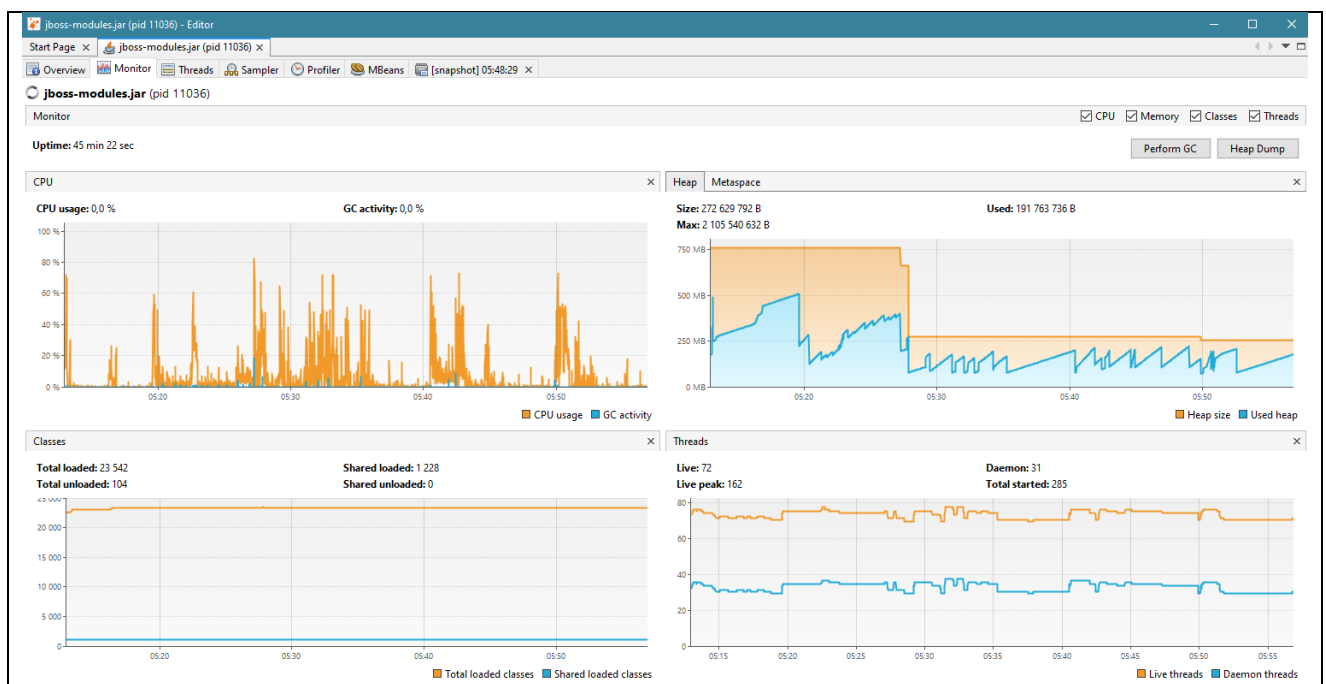 jboss-modules.jar (pid 11036) - Editor
Start Page × jboss-modules.jar (pid 11036) ×
Overview Monitor Threads Sampler Profiler MBeans [snapshot] 05:48:29 ×
jboss-modules.jar (pid 11036)
Monitor CPU Memory Classes Threads
Uptime: 45 min 22 sec Perform GC Heap Dump
CPU ×
CPU usage: 0,0 % GC activity: 0,0 %
100 %
80 %
60 %
40 %
20 %
0 %
05:20 05:30 05:40 05:50
CPU usage GC activity
Heap Metaspace ×
Size: 272 629 792 B Used: 191 763 736 B
Max: 2 105 540 632 B
750 MB
500 MB
250 MB
0 MB
05:20 05:30 05:40 05:50
Heap size Used heap
Classes ×
Total loaded: 23 542 Shared loaded: 1 228
Total unloaded: 104 Shared unloaded: 0
25 000
20 000
15 000
10 000
5 000
0
05:20 05:30 05:40 05:50
Total loaded classes Shared loaded classes
Threads ×
Live: 72 Daemon: 31
Live peak: 162 Total started: 285
80
60
40
20
0
05:15 05:20 05:25 05:30 05:35 05:40 05:45 05:50 05:55
Live threads Daemon threads